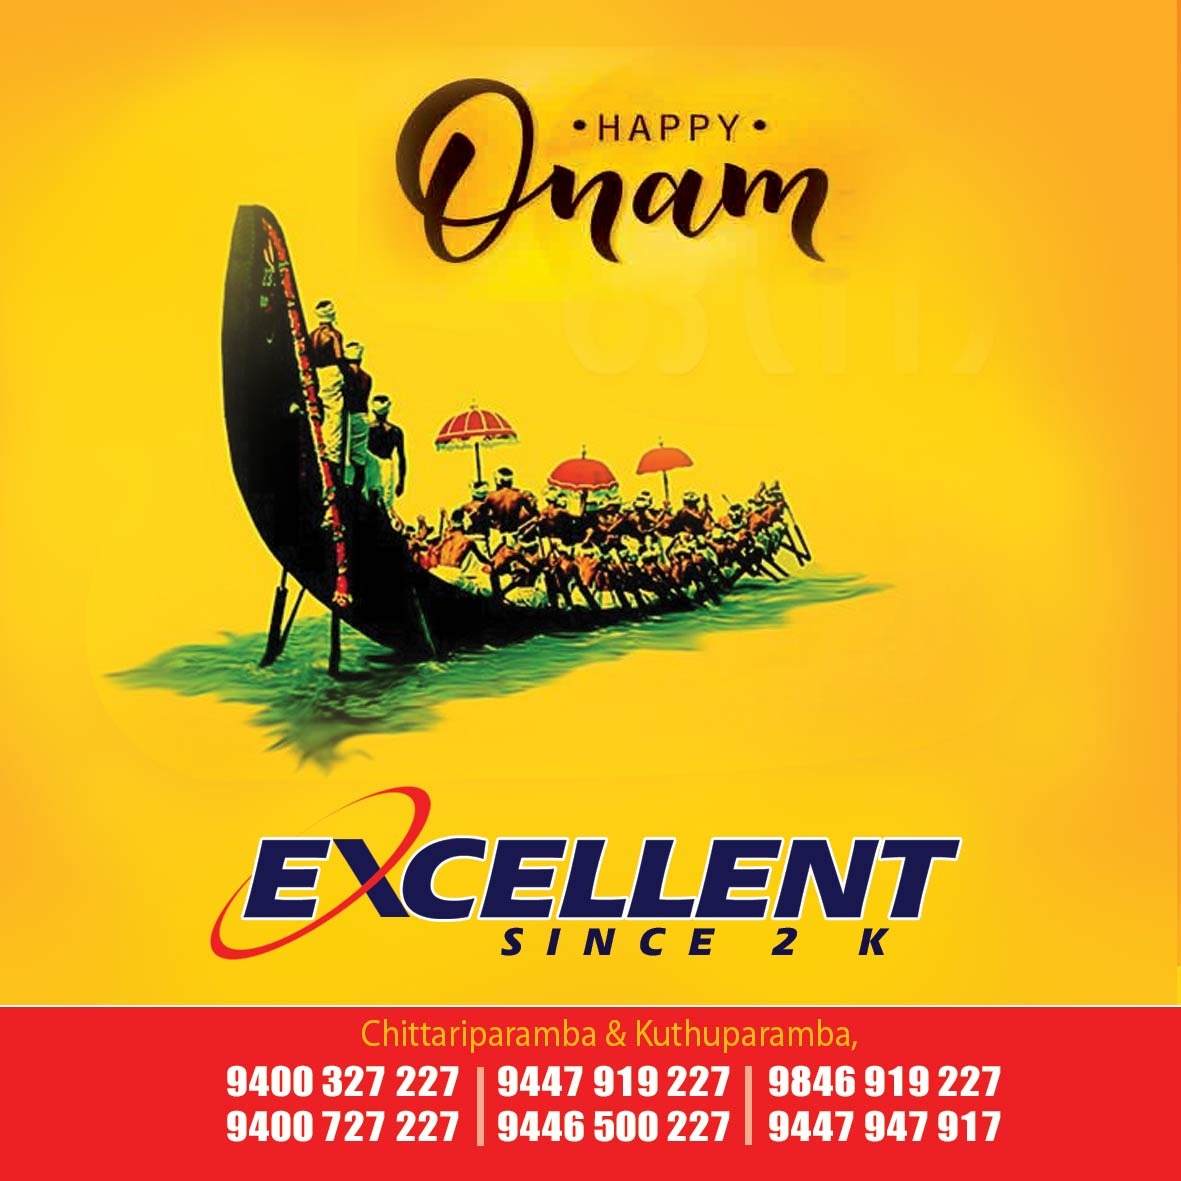 • HAPPY •
Onam
EXCELLENT
SINCE 2 K
Chittariparamba & Kuthuparamba,
9400 327 227 | 9447 919 227 | 9846 919 227
9400 727 227 | 9446 500 227 | 9447 947 917